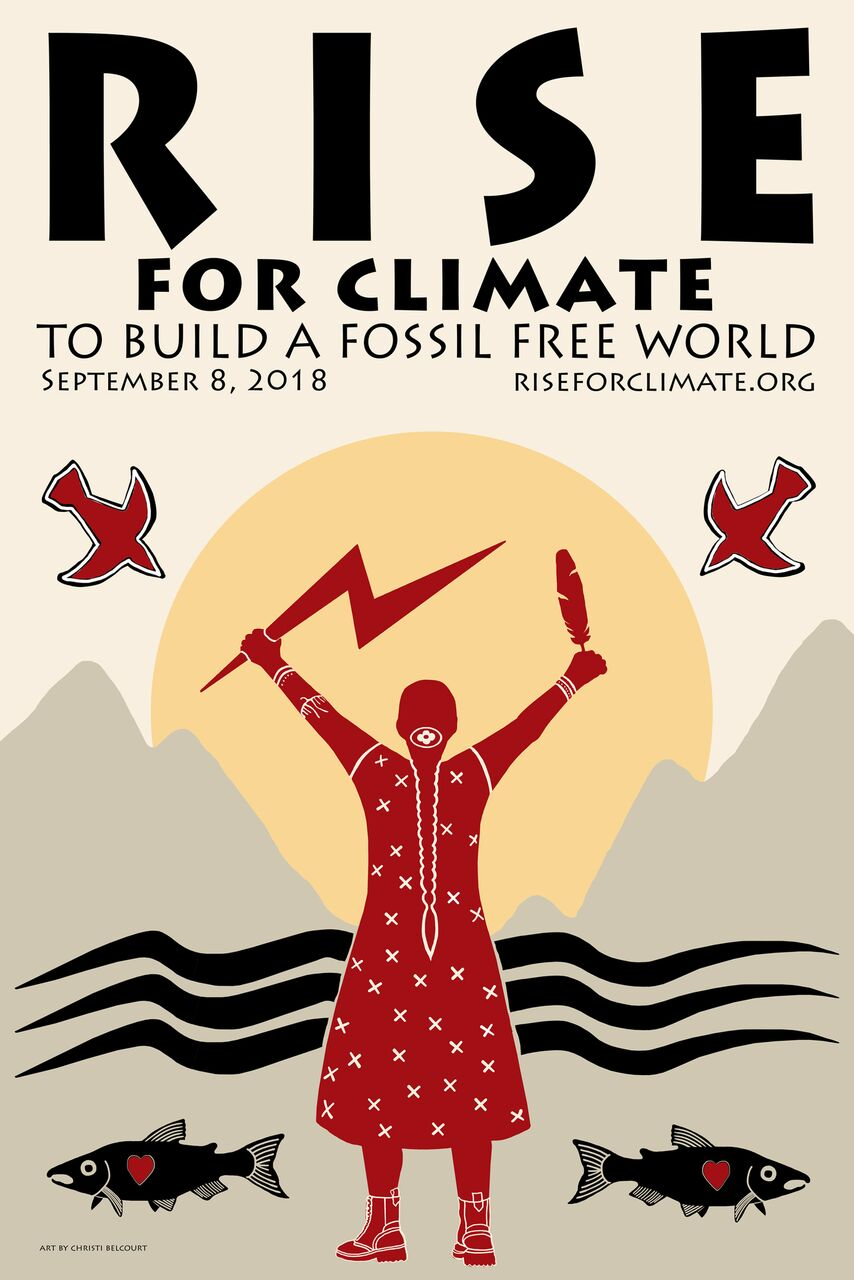 RISE
FOR CLIMATE
TO BUILD A FOSSIL FREE WORLD
SEPTEMBER 8, 2018
RISEFORCLIMATE.ORG
ART BY CHRISTI BELCOURT